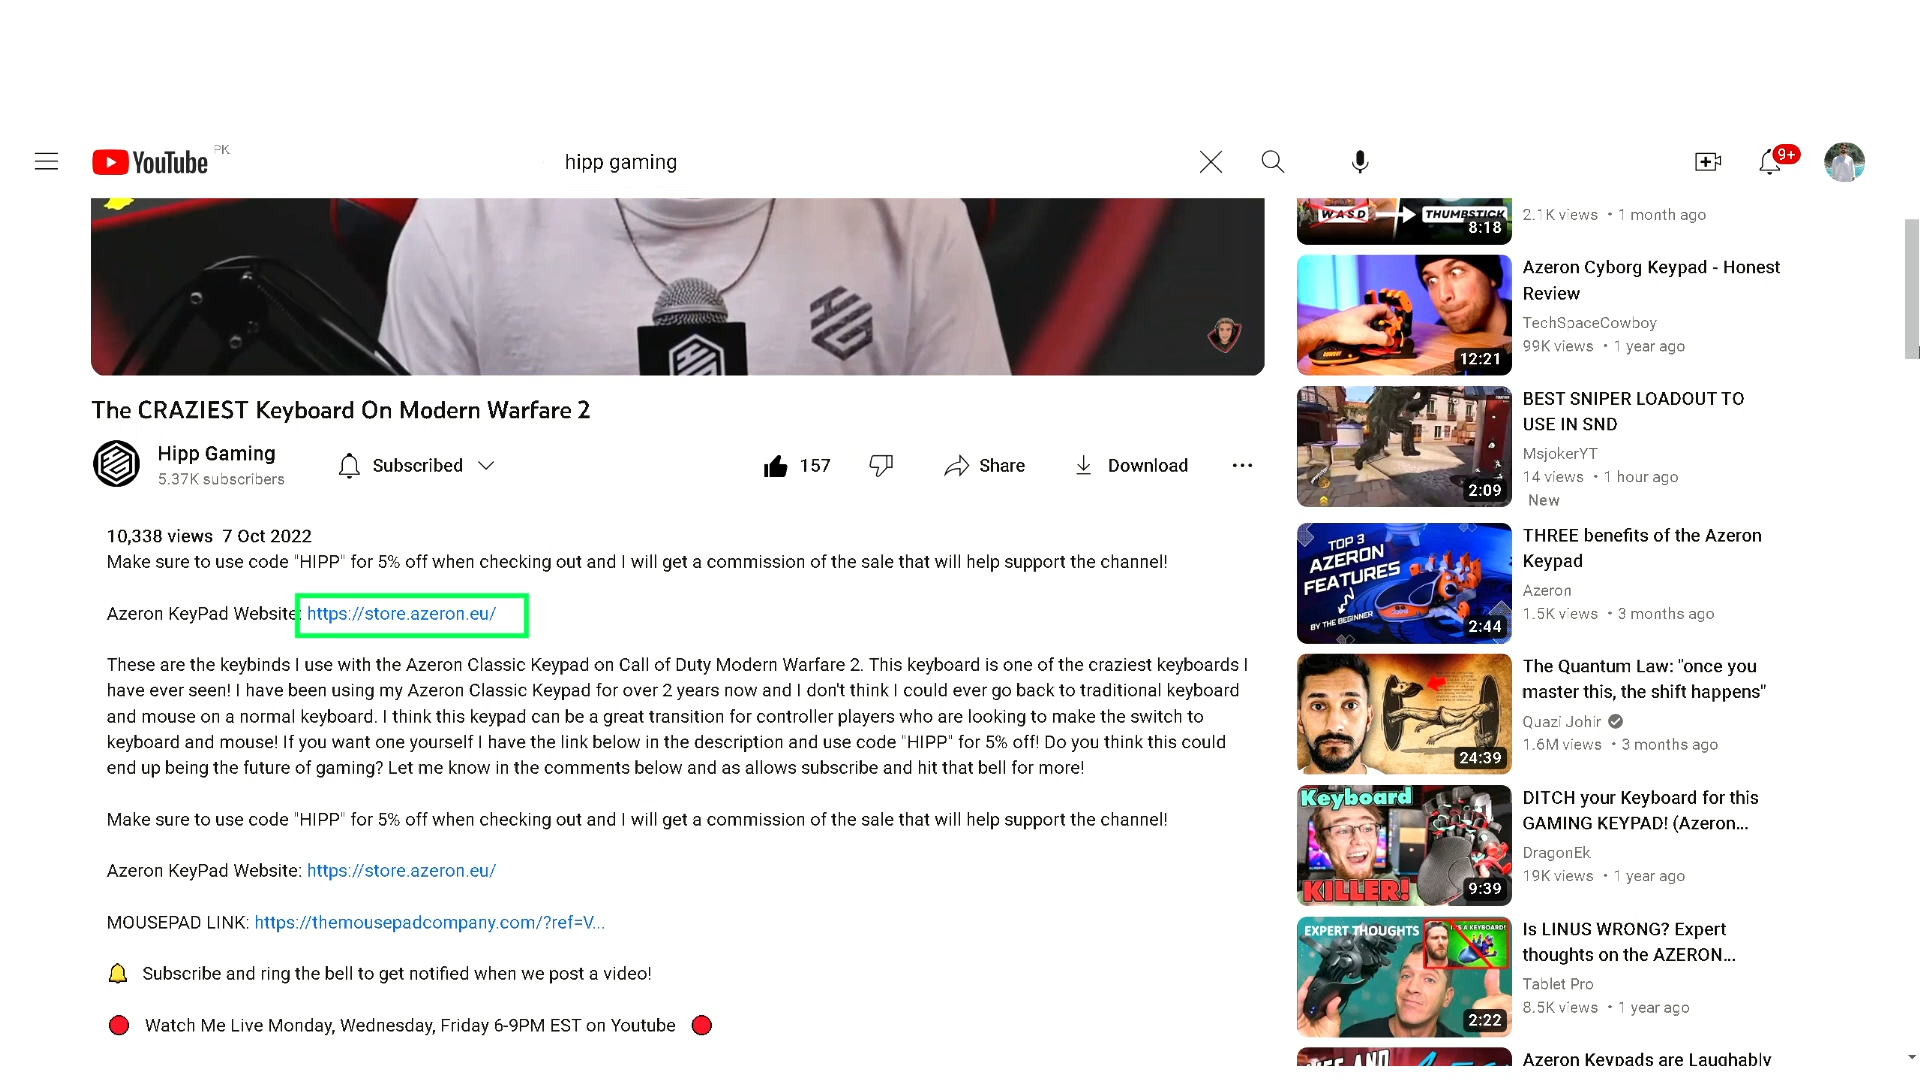 YouTube PK
hipp gaming
9+
The CRAZIEST Keyboard On Modern Warfare 2
Hipp Gaming
5.37K subscribers
Subscribed
157
Share
Download
10,338 views 7 Oct 2022
Make sure to use code "HIPP" for 5% off when checking out and I will get a commission of the sale that will help support the channel!
Azeron KeyPad Website: https://store.azeron.eu/
These are the keybinds I use with the Azeron Classic Keypad on Call of Duty Modern Warfare 2. This keyboard is one of the craziest keyboards I
have ever seen! I have been using my Azeron Classic Keypad for over 2 years now and I don't think I could ever go back to traditional keyboard
and mouse on a normal keyboard. I think this keypad can be a great transition for controller players who are looking to make the switch to
keyboard and mouse! If you want one yourself I have the link below in the description and use code "HIPP" for 5% off! Do you think this could
end up being the future of gaming? Let me know in the comments below and as allows subscribe and hit that bell for more!
Make sure to use code "HIPP" for 5% off when checking out and I will get a commission of the sale that will help support the channel!
Azeron KeyPad Website: https://store.azeron.eu/
MOUSEPAD LINK: https://themousepadcompany.com/?ref=V...
Subscribe and ring the bell to get notified when we post a video!
Watch Me Live Monday, Wednesday, Friday 6-9PM EST on Youtube
WASD THUMBSTICK
8:18
2.1K views • 1 month ago
12:21
Azeron Cyborg Keypad - Honest
Review
TechSpaceCowboy
99K views • 1 year ago
2:09
BEST SNIPER LOADOUT TO
USE IN SND
MsjokerYT
14 views • 1 hour ago
New
TOP 3
AZERON
FEATURES
BY THE BEGINNER
2:44
THREE benefits of the Azeron
Keypad
Azeron
1.5K views • 3 months ago
24:39
The Quantum Law: "once you
master this, the shift happens"
Quazi Johir
1.6M views • 3 months ago
Keyboard
KILLER!
9:39
DITCH your Keyboard for this
GAMING KEYPAD! (Azeron...
DragonEk
19K views • 1 year ago
EXPERT THOUGHTS
2:22
Is LINUS WRONG? Expert
thoughts on the AZERON...
Tablet Pro
8.5K views • 1 year ago
Azeron Keypads are Laughably